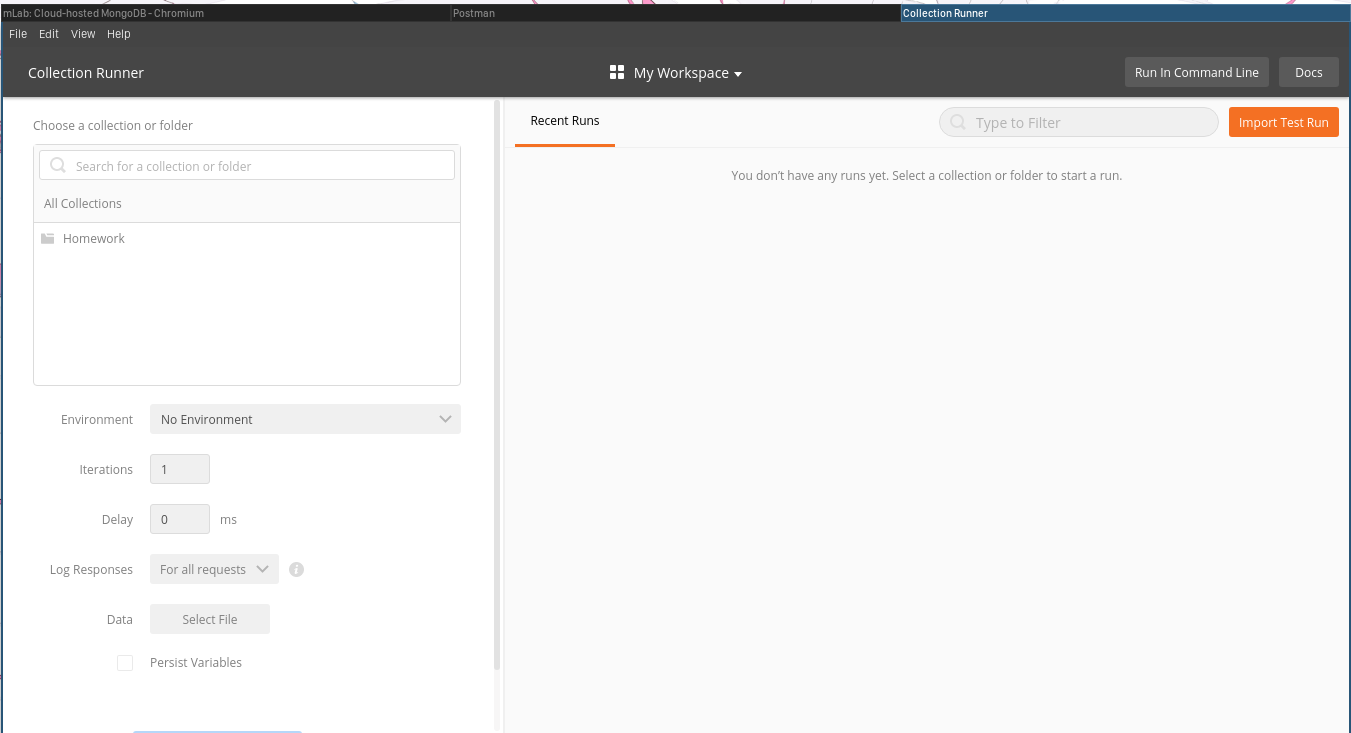 mLab: Cloud-hosted MongoDB - Chromium
Postman
Collection Runner
File Edit View Help
Collection Runner
My Workspace
Run In Command Line
Docs
Choose a collection or folder
Search for a collection or folder
All Collections
Homework
Environment No Environment
Iterations 1
Delay 0 ms
Log Responses For all requests
Data Select File
Persist Variables
Recent Runs
Type to Filter
Import Test Run
You don't have any runs yet. Select a collection or folder to start a run.